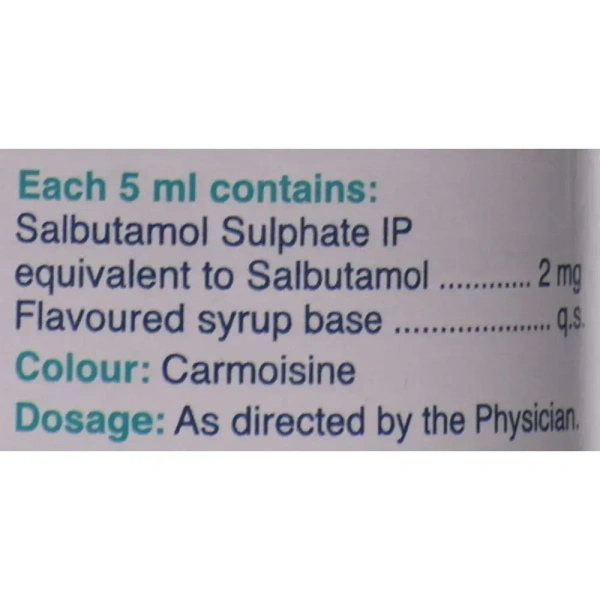 Each 5 ml contains:
Salbutamol Sulphate IP
equivalent to Salbutamol ............ 2 mg
Flavoured syrup base .................... q.s.
Colour: Carmoisine
Dosage: As directed by the Physician.